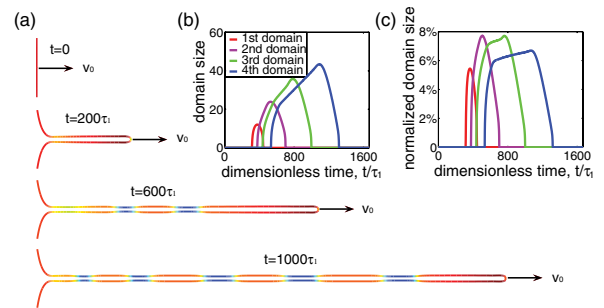 (a)
t=0
v₀
t=200τ₁
v₀
t=600τ₁
v₀
t=1000τ₁
v₀
(b)
domain size
60
40
20
0
1st domain
2nd domain
3rd domain
4th domain
0 800 1600
dimensionless time, t/τ₁
(c)
normalized domain size
8%
6%
4%
2%
0
0 800 1600
dimensionless time, t/τ₁